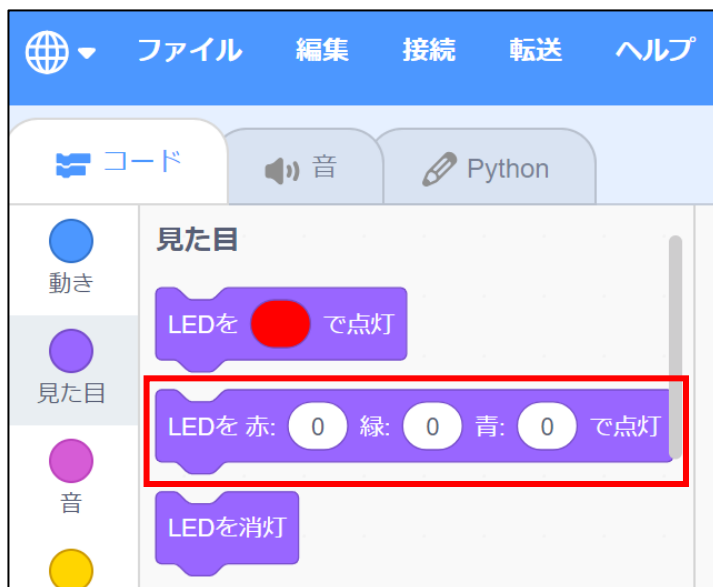 ファイル 編集 接続 転送 ヘルプ
コード 音 Python
見た目
動き
LEDを で点灯
見た目
LEDを 赤: 0 緑: 0 青: 0 で点灯
音
LEDを消灯